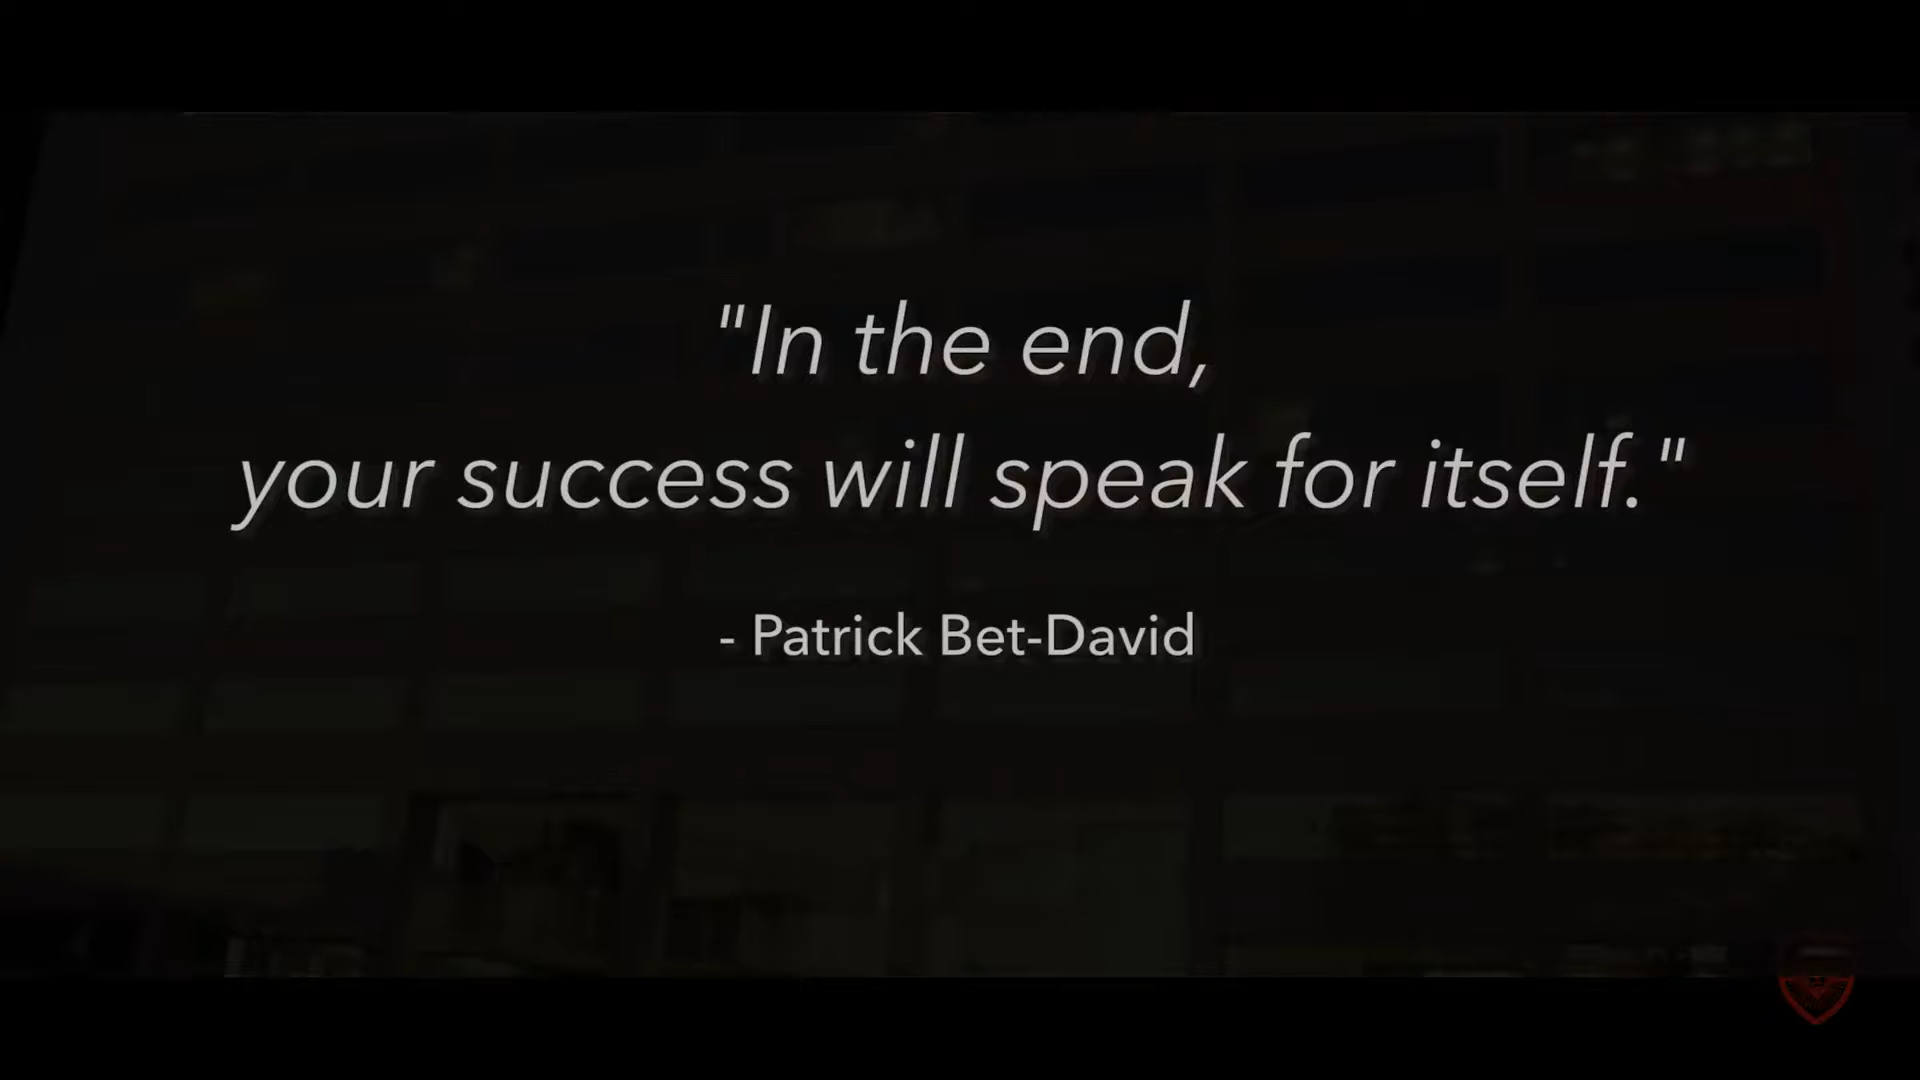 "In the end,
your success will speak for itself."
- Patrick Bet-David